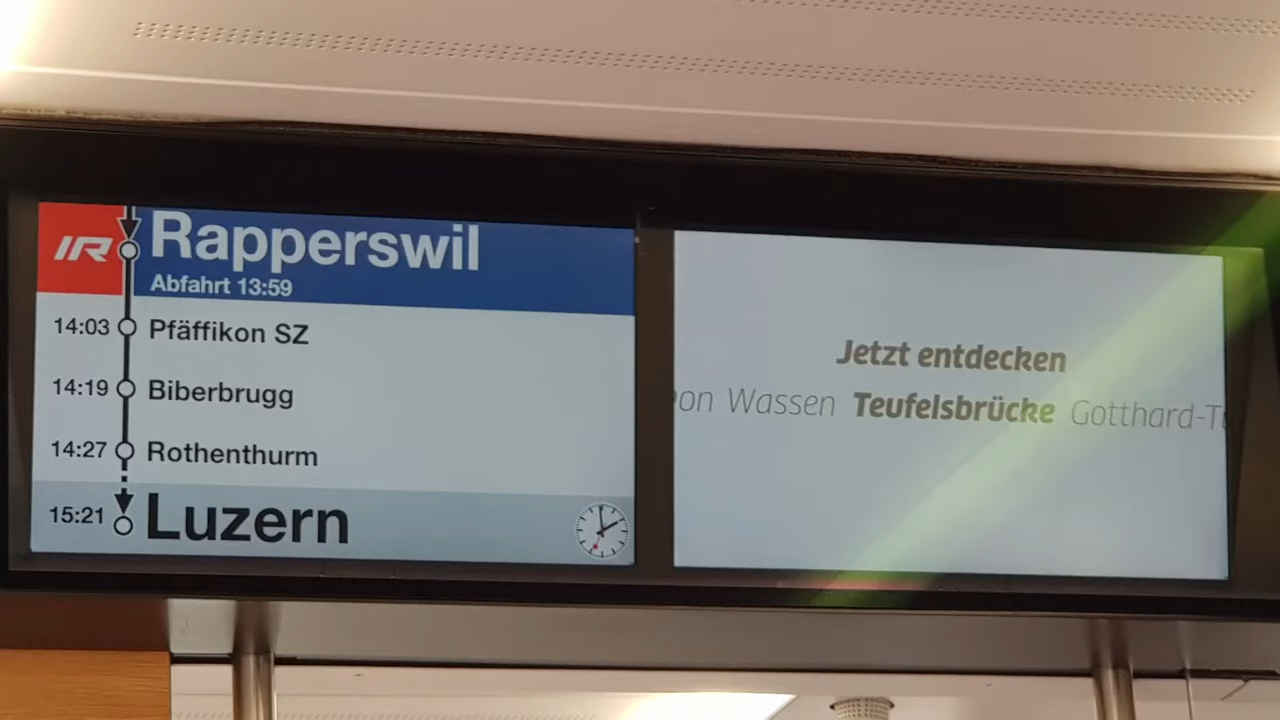 IR
Rapperswil
Abfahrt 13:59
14:03 Pfäffikon SZ
14:19 Biberbrugg
14:27 Rothenthurm
15:21 Luzern
Jetzt entdecken
Wassen Teufelsbrücke